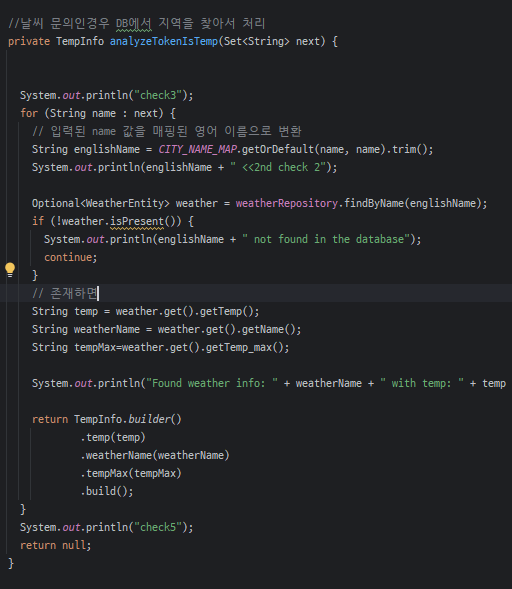 //날씨 문의인경우 DB에서 지역을 찾아서 처리
private TempInfo analyzeTokenIsTemp(Set<String> next) {
System.out.println("check3");
for (String name : next) {
// 입력된 name 값을 매핑된 영어 이름으로 변환
String englishName = CITY_NAME_MAP.getOrDefault(name, name).trim();
System.out.println(englishName + " <<2nd check 2");
Optional<WeatherEntity> weather = weatherRepository.findByName(englishName);
if (!weather.isPresent()) {
System.out.println(englishName + " not found in the database");
continue;
}
// 존재하면
String temp = weather.get().getTemp();
String weatherName = weather.get().getName();
String tempMax=weather.get().getTemp_max();
System.out.println("Found weather info: " + weatherName + " with temp: " + temp
return TempInfo.builder()
.temp(temp)
.weatherName(weatherName)
.tempMax(tempMax)
.build();
}
System.out.println("check5");
return null;
}